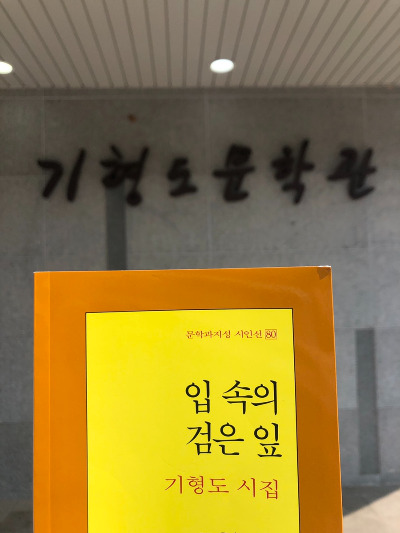 기형도문학관
문학과지성 시인선 80
입 속의
검은 잎
기형도 시집